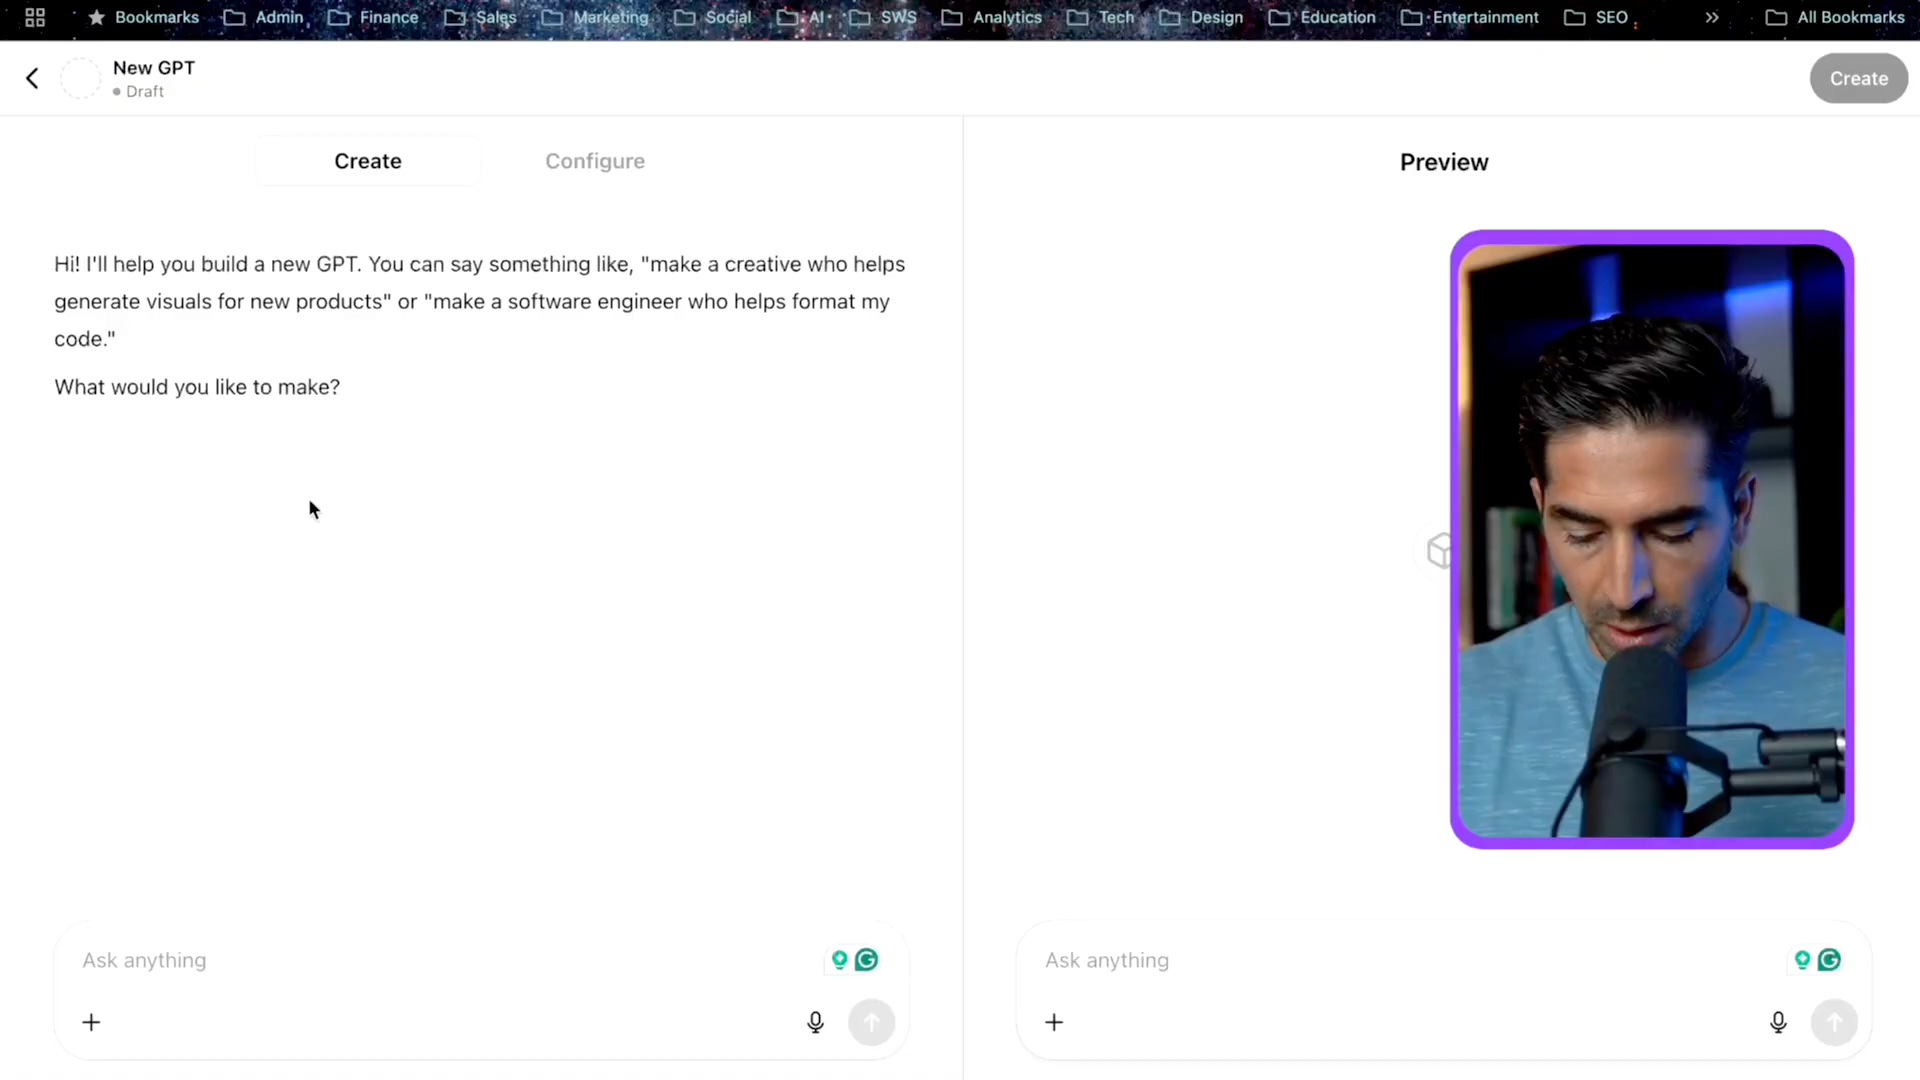 Bookmarks Admin Finance Sales Marketing Social AI SWS Analytics Tech Design Education Entertainment SEO All Bookmarks
New GPT
Draft
Create
Create Configure
Preview
Hi! I'll help you build a new GPT. You can say something like, "make a creative who helps
generate visuals for new products" or "make a software engineer who helps format my
code."
What would you like to make?
Ask anything
Ask anything